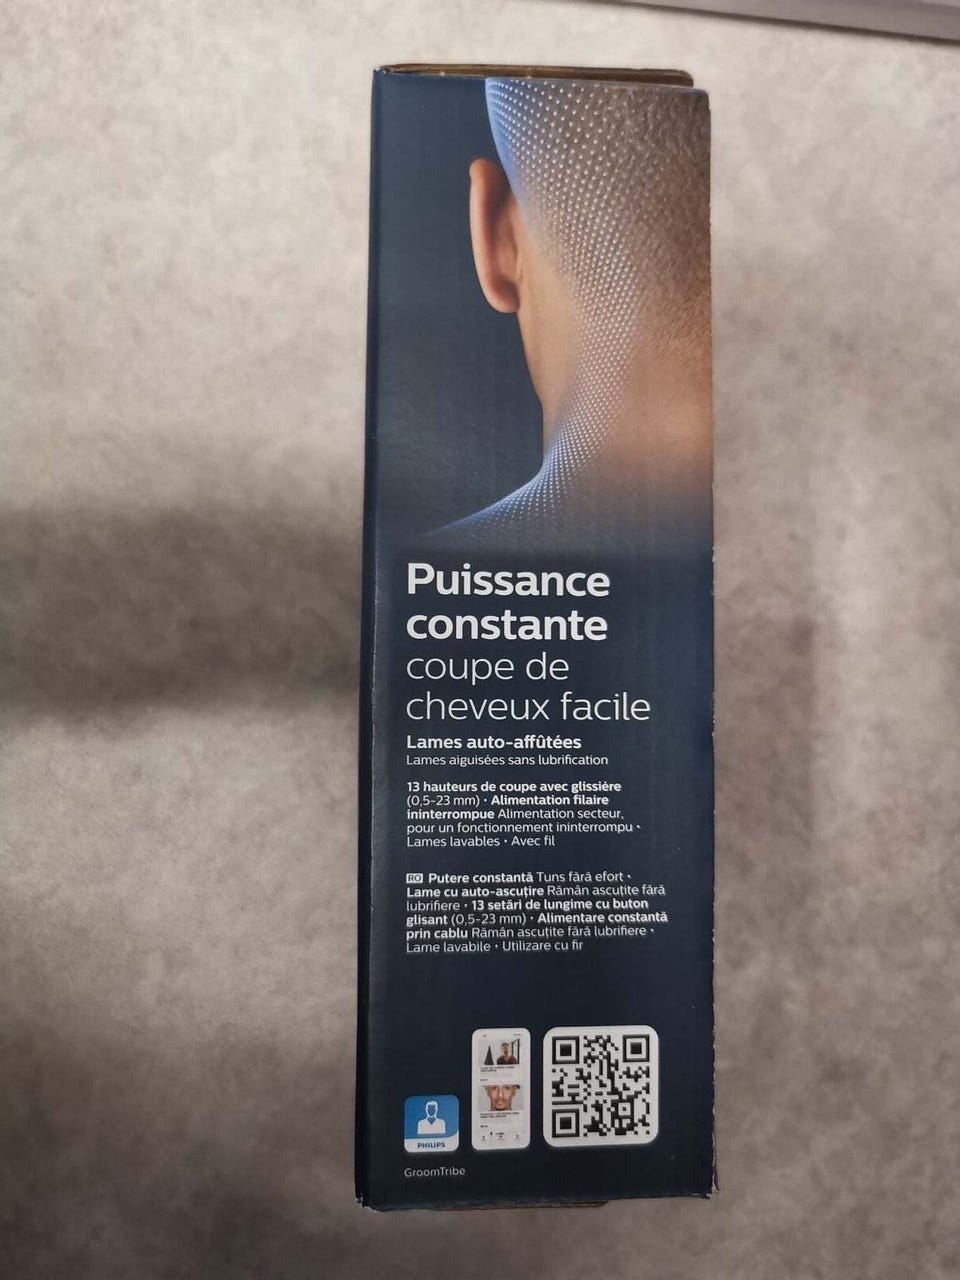 Puissance
constante
coupe de
cheveux facile
Lames auto-affûtées
Lames aiguisées sans lubrification
13 hauteurs de coupe avec glissière
(0,5-23 mm) • Alimentation filaire
ininterrompue Alimentation secteur,
pour un fonctionnement ininterrompu •
Lames lavables • Avec fil
RO Putere constantă Tuns fără efort •
Lame cu auto-ascuțire Rămân ascuțite fără
lubrifiere • 13 setări de lungime cu buton
glisant (0,5-23 mm) • Alimentare constantă
prin cablu Rămân ascuțite fără lubrifiere •
Lame lavabile • Utilizare cu fir
PHILIPS
GroomTribe